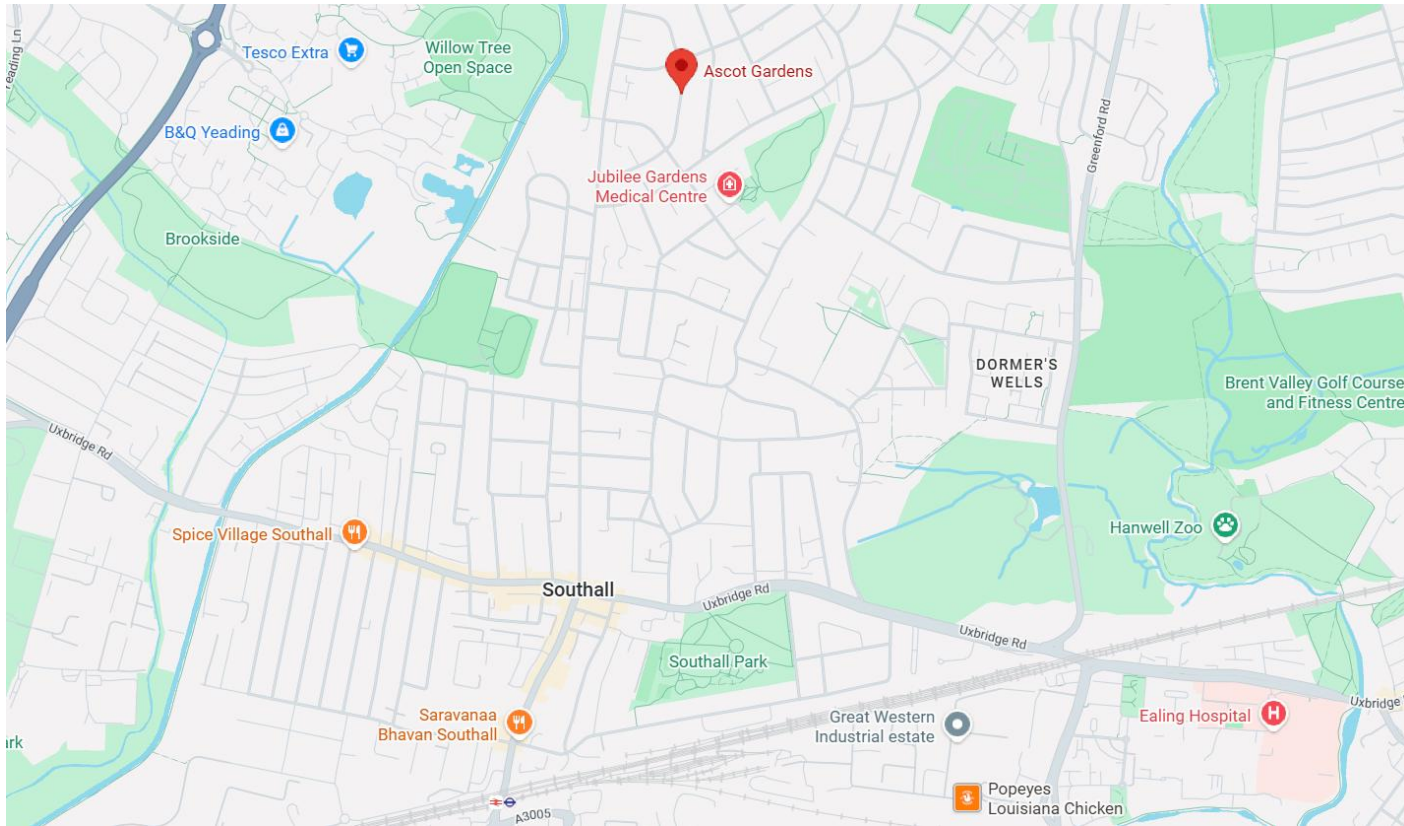 Yeading Ln
Tesco Extra
Willow Tree
Open Space
Ascot Gardens
B&Q Yeading
Greenford Rd
Jubilee Gardens
Medical Centre
Brookside
DORMER'S
WELLS
Brent Valley Golf Course
and Fitness Centre
Uxbridge Rd
Spice Village Southall
Hanwell Zoo
Southall
Uxbridge Rd
Uxbridge Rd
Southall Park
Uxbridge
Saravanaa
Bhavan Southall
Great Western
Industrial estate
Ealing Hospital
H
ark
Popeyes
Louisiana Chicken
A3005